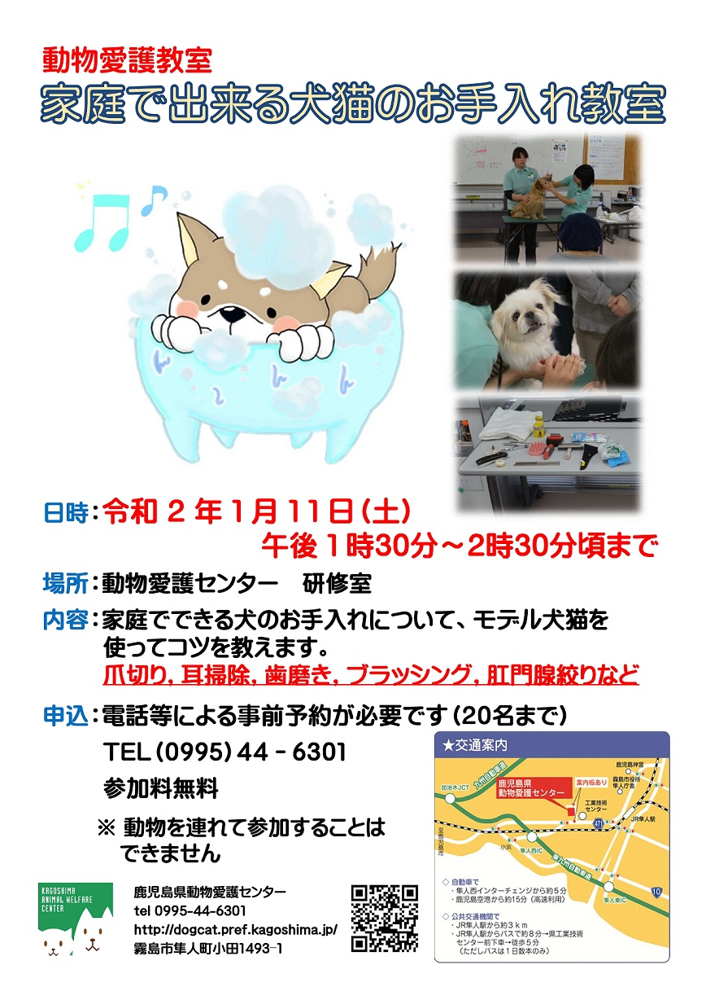 動物愛護教室
家庭で出来る犬猫のお手入れ教室
日時：令和２年１月１１日（土）
午後１時30分～2時30分頃まで
場所：動物愛護センター　研修室
内容：家庭でできる犬のお手入れについて、モデル犬猫を
使ってコツを教えます。
爪切り，耳掃除，歯磨き，ブラッシング，肛門腺絞りなど
申込：電話等による事前予約が必要です（20名まで）
TEL（0995）44－6301
参加料無料
※ 動物を連れて参加することは
できません
KAGOSHIMA
ANIMAL WELFARE
CENTER
鹿児島県動物愛護センター
tel 0995-44-6301
http://dogcat.pref.kagoshima.jp/
霧島市隼人町小田1493−1
★交通案内
加治木JCT
九州自動車道
鹿児島県
動物愛護センター
案内板あり
鹿児島神宮
霧島市役所
隼人庁舎
工業技術
センター
471
JR隼人駅
至鹿児島市
小浜
隼人西IC
東九州自動車道
隼人東IC
10
◇ 自動車で
・隼人西インターチェンジから約５分
・鹿児島空港から約15分（高速利用）
◇ 公共交通機関で
・JR隼人駅から約３ｋｍ
・JR隼人駅からバスで約８分→県工業技術
センター前下車→徒歩５分
（ただしバスは１日数本のみ）